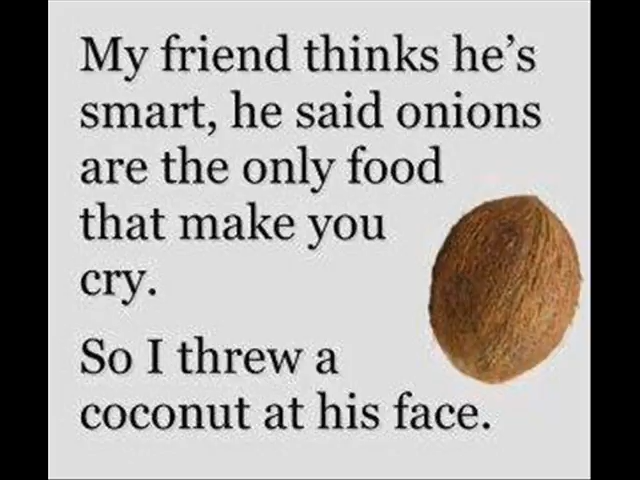 My friend thinks he’s
smart, he said onions
are the only food
that make you
cry.
So I threw a
coconut at his face.